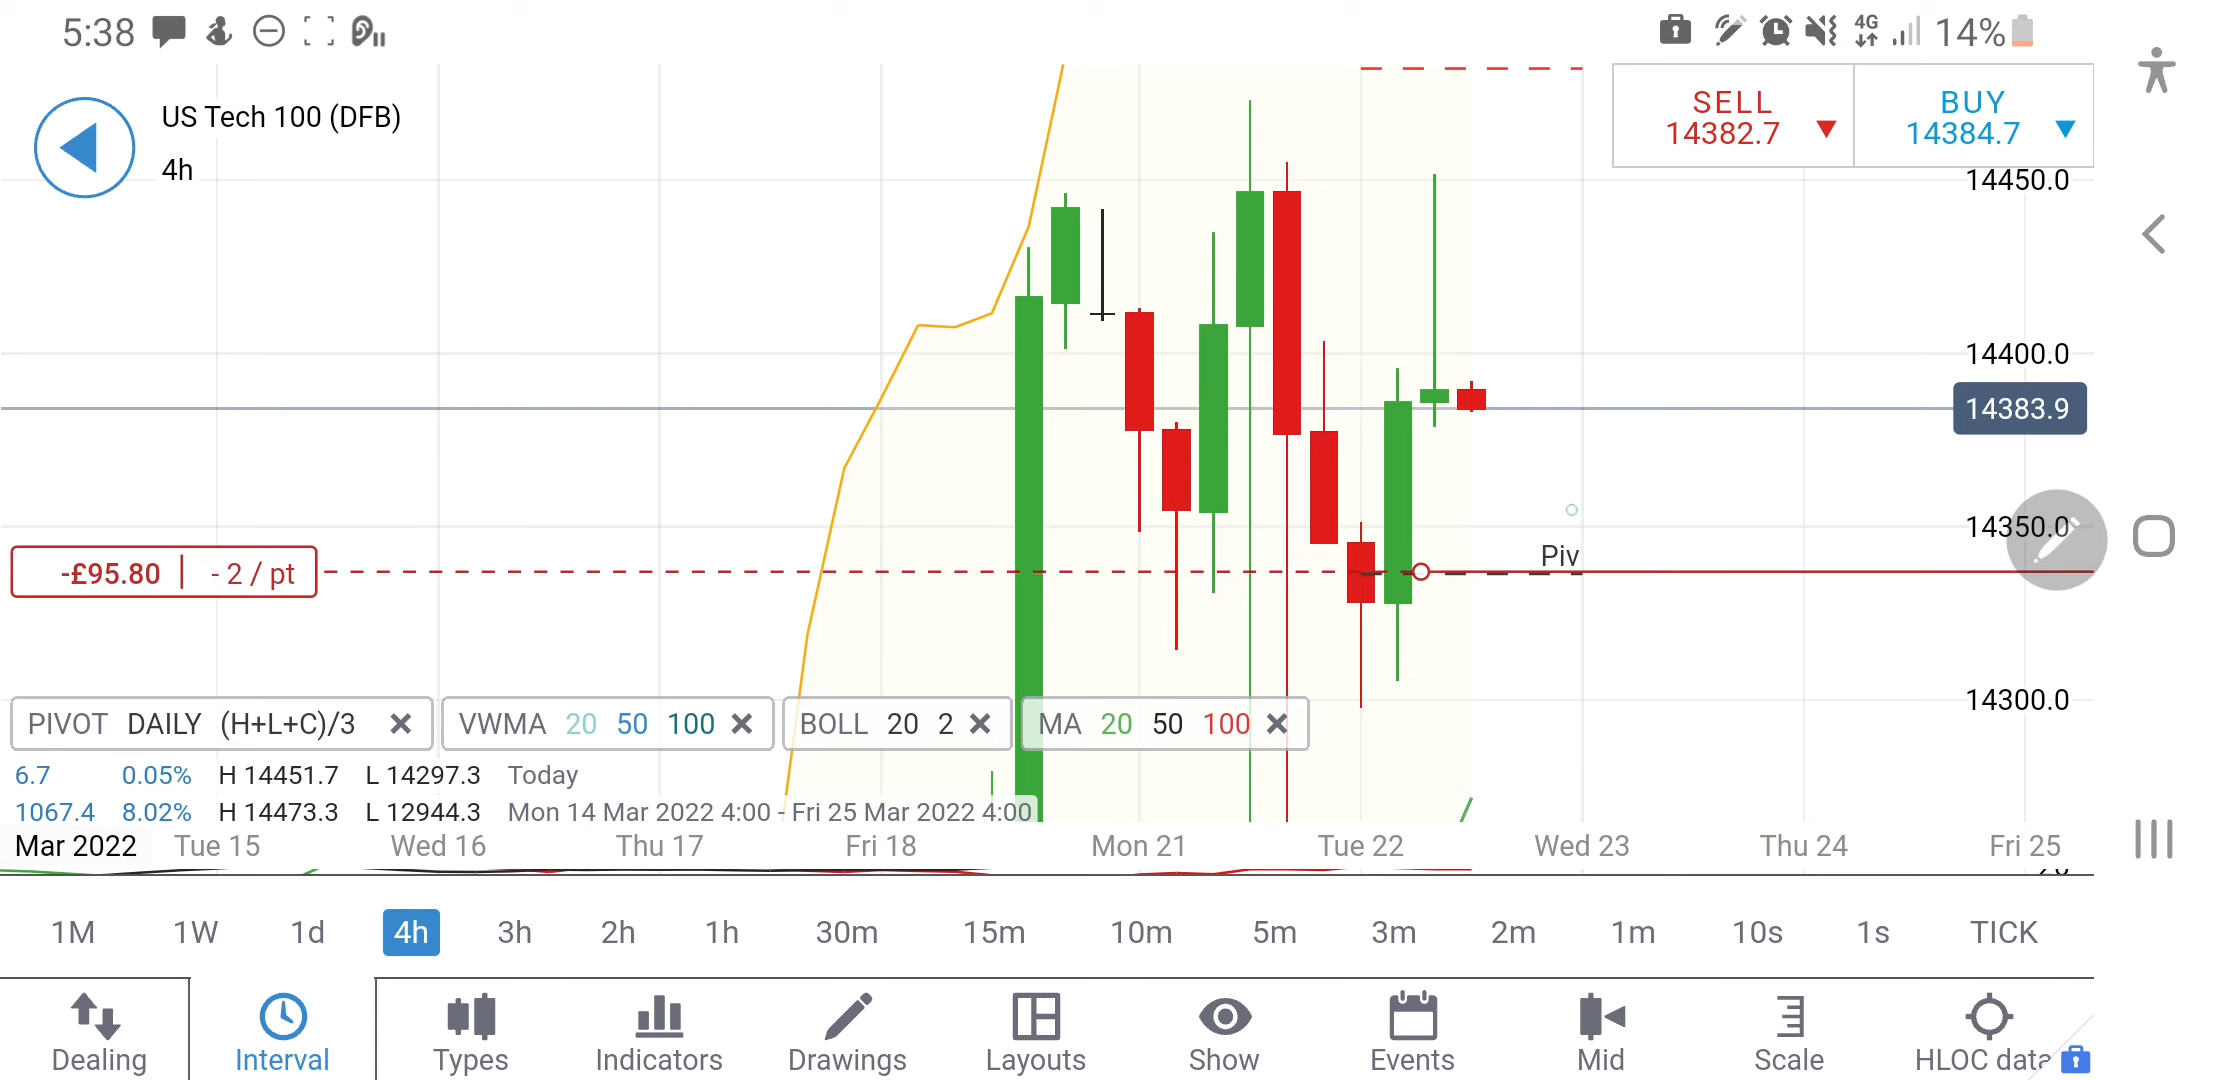 5:38
4G
14%
US Tech 100 (DFB)
4h
SELL
14382.7
BUY
14384.7
14450.0
14400.0
14383.9
14350.0
Piv
-£95.80 | - 2 / pt
14300.0
PIVOT DAILY (H+L+C)/3
VWMA 20 50 100
BOLL 20 2
MA 20 50 100
6.7 0.05% H 14451.7 L 14297.3 Today
1067.4 8.02% H 14473.3 L 12944.3 Mon 14 Mar 2022 4:00 - Fri 25 Mar 2022 4:00
Mar 2022 Tue 15 Wed 16 Thu 17 Fri 18 Mon 21 Tue 22 Wed 23 Thu 24 Fri 25
1M 1W 1d 4h 3h 2h 1h 30m 15m 10m 5m 3m 2m 1m 10s 1s TICK
Dealing Interval Types Indicators Drawings Layouts Show Events Mid Scale HLOC data